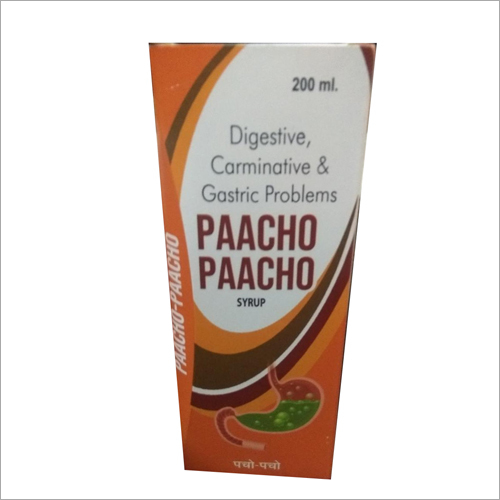 200 ml.
Digestive,
Carminative &
Gastric Problems
PAACHO
PAACHO
SYRUP
PAACHO-PAACHO
पचो-पचो